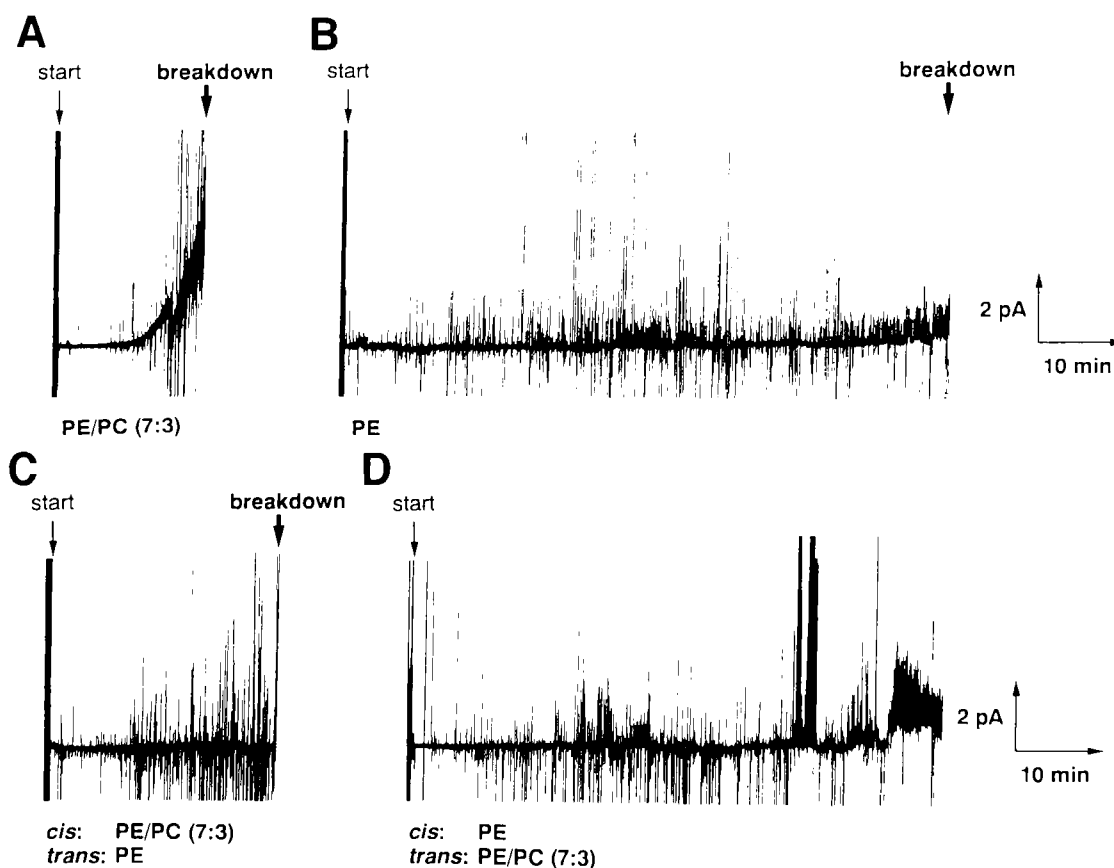 A
B
start
breakdown
start
breakdown
2 pA
10 min
PE/PC (7:3)
PE
C
D
start
breakdown
start
2 pA
10 min
cis: PE/PC (7:3)
trans: PE
cis: PE
trans: PE/PC (7:3)